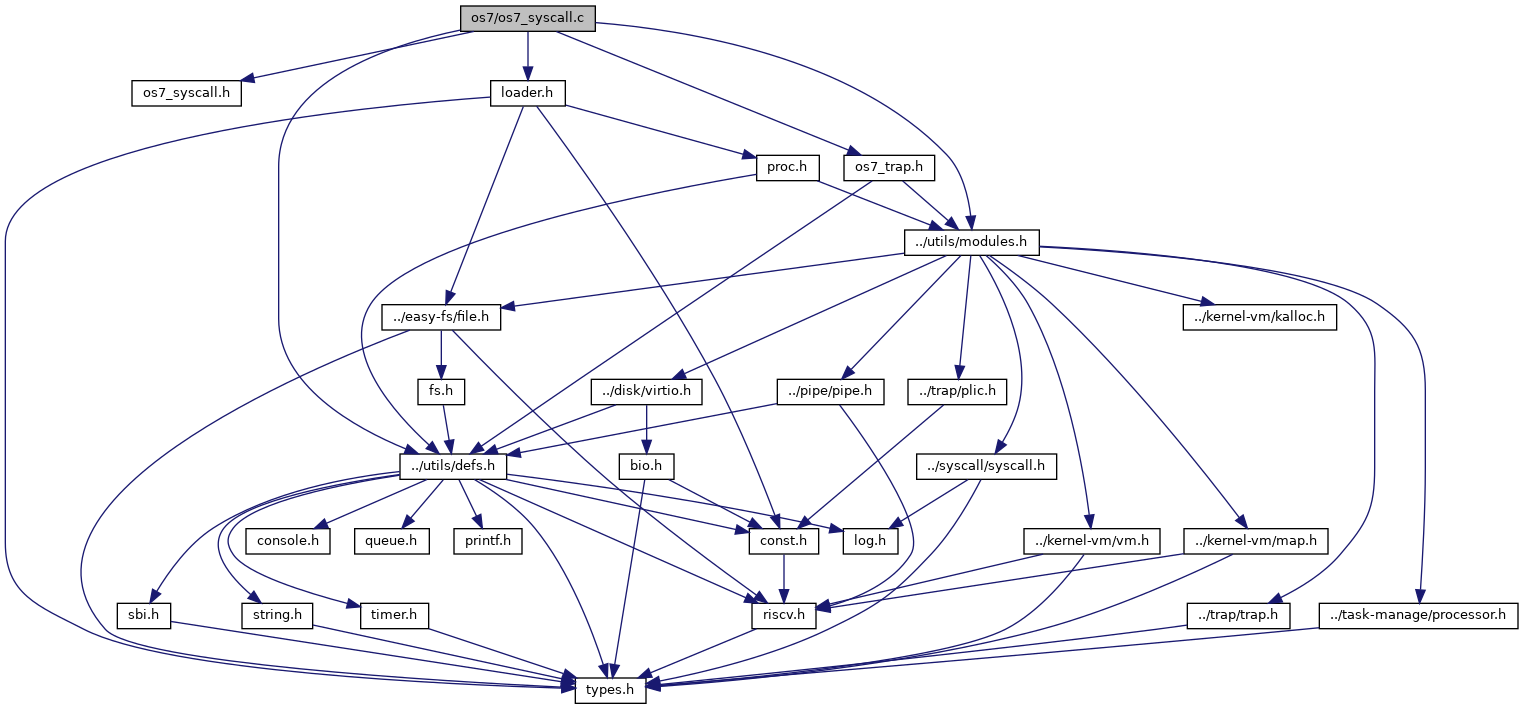 os7/os7_syscall.c
os7_syscall.h
loader.h
proc.h
os7_trap.h
../utils/modules.h
../easy-fs/file.h
../kernel-vm/kalloc.h
fs.h
../disk/virtio.h
../pipe/pipe.h
../trap/plic.h
../utils/defs.h
bio.h
../syscall/syscall.h
console.h
queue.h
printf.h
const.h
log.h
../kernel-vm/vm.h
../kernel-vm/map.h
sbi.h
string.h
timer.h
riscv.h
../trap/trap.h
../task-manage/processor.h
types.h